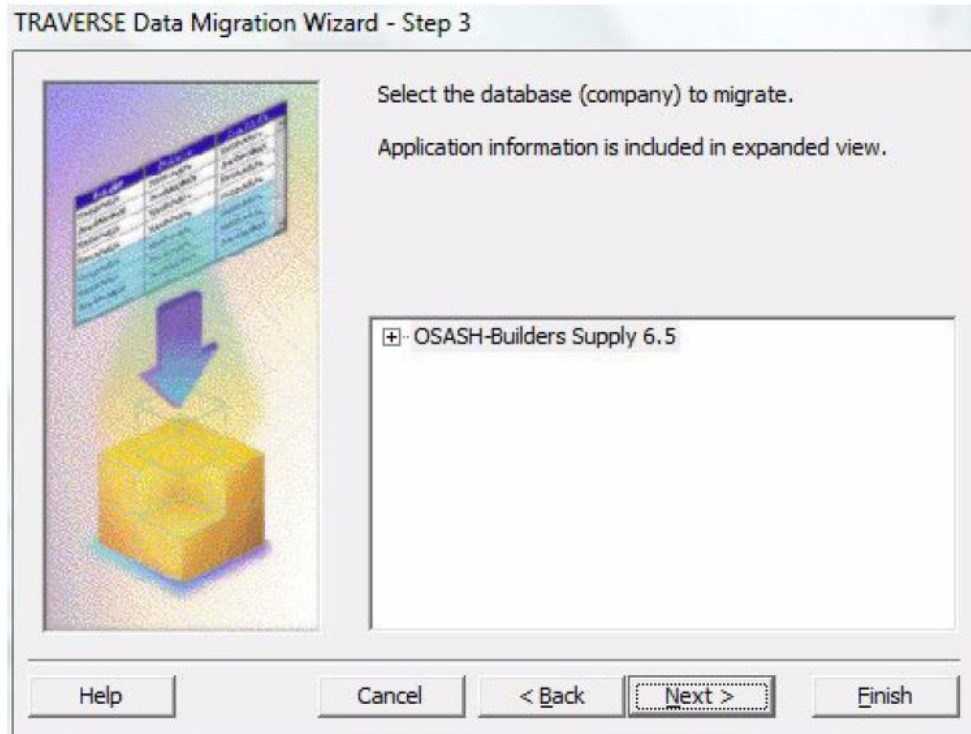 TRAVERSE Data Migration Wizard - Step 3
Select the database (company) to migrate.
Application information is included in expanded view.
OSASH-Builders Supply 6.5
Help
Cancel
< Back
Next >
Finish